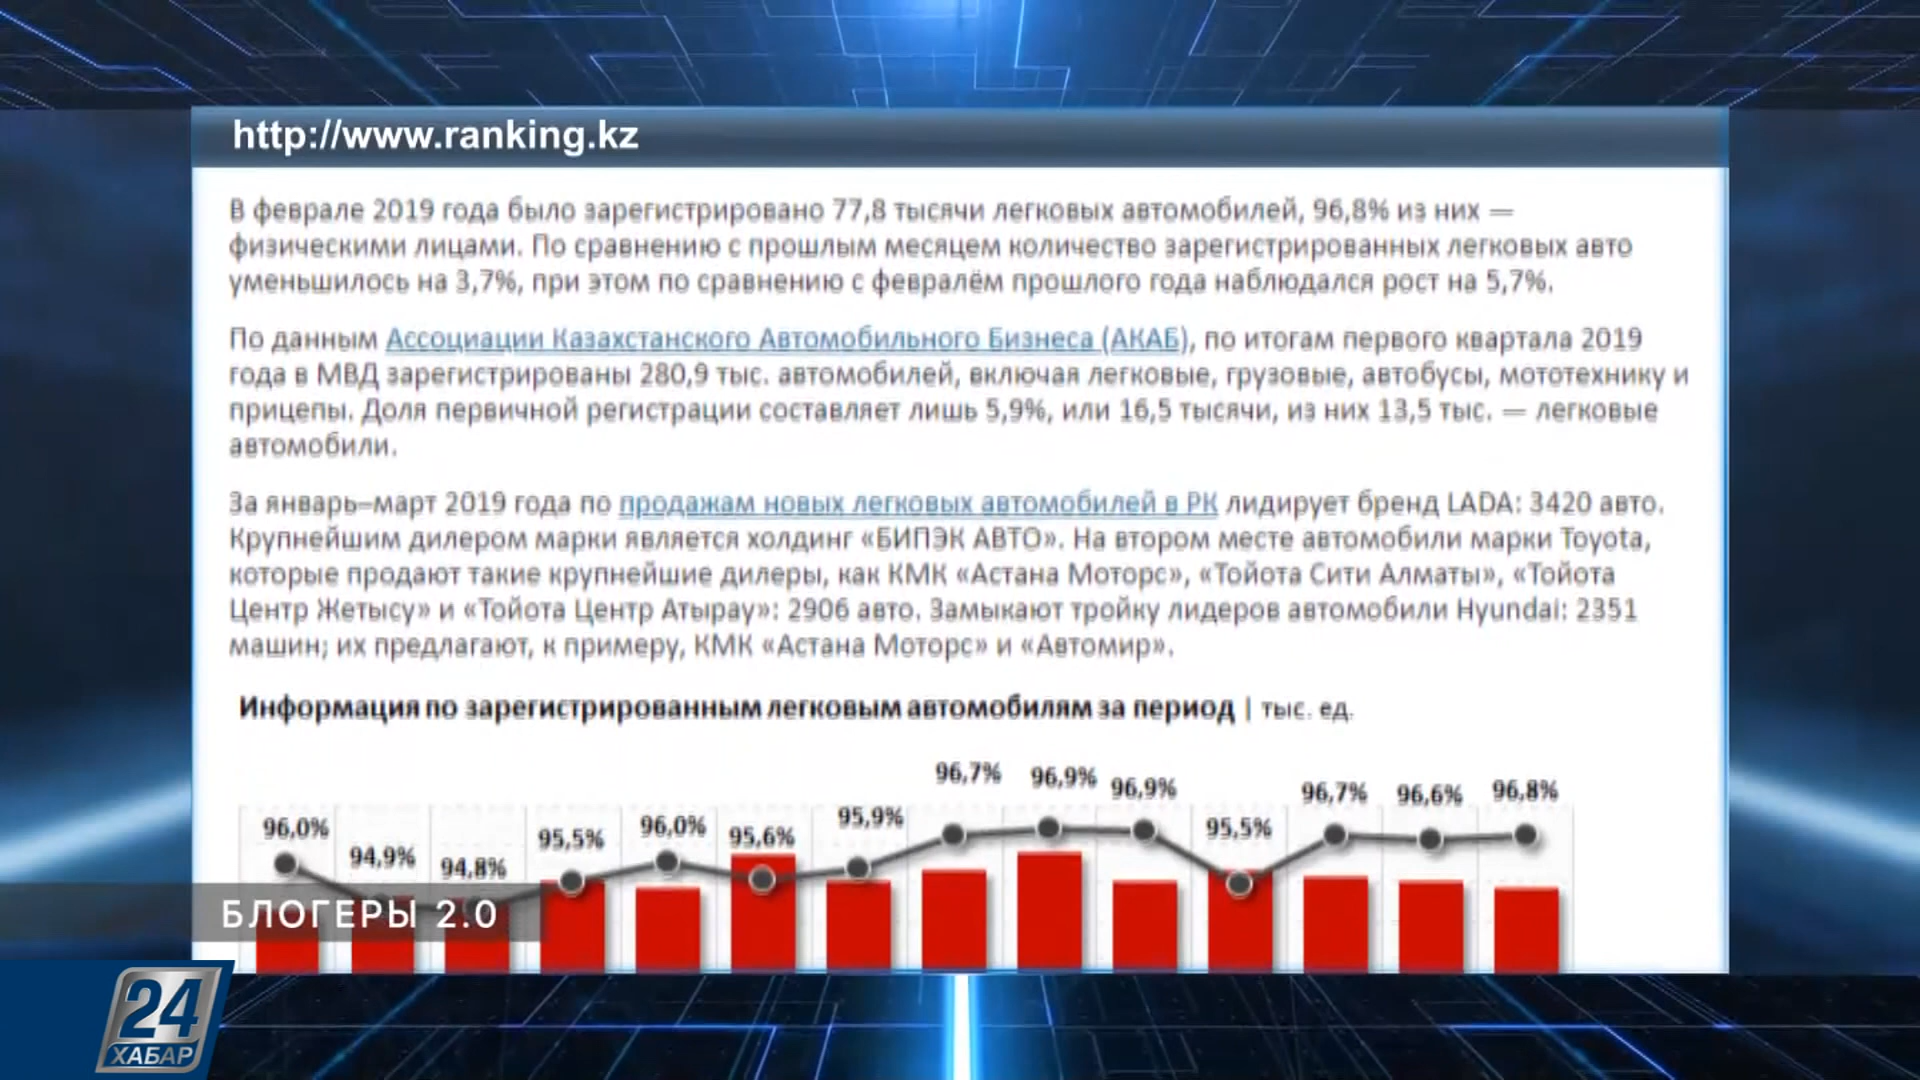 http://www.ranking.kz
В феврале 2019 года было зарегистрировано 77,8 тысячи легковых автомобилей, 96,8% из них —
физическими лицами. По сравнению с прошлым месяцем количество зарегистрированных легковых авто
уменьшилось на 3,7%, при этом по сравнению с февралём прошлого года наблюдался рост на 5,7%.
По данным Ассоциации Казахстанского Автомобильного Бизнеса (АКАБ), по итогам первого квартала 2019
года в МВД зарегистрированы 280,9 тыс. автомобилей, включая легковые, грузовые, автобусы, мототехнику и
прицепы. Доля первичной регистрации составляет лишь 5,9%, или 16,5 тысячи, из них 13,5 тыс. — легковые
автомобили.
За январь–март 2019 года по продажам новых легковых автомобилей в РК лидирует бренд LADA: 3420 авто.
Крупнейшим дилером марки является холдинг «БИПЭК АВТО». На втором месте автомобили марки Toyota,
которые продают такие крупнейшие дилеры, как КМК «Астана Моторс», «Тойота Сити Алматы», «Тойота
Центр Жетысу» и «Тойота Центр Атырау»: 2906 авто. Замыкают тройку лидеров автомобили Hyundai: 2351
машин; их предлагают, к примеру, КМК «Астана Моторс» и «Автомир».
Информация по зарегистрированным легковым автомобилям за период | тыс. ед.
96,0% 94,9% 94,8% 95,5% 96,0% 95,6% 95,9% 96,7% 96,9% 96,9% 95,5% 96,7% 96,6% 96,8%
БЛОГЕРЫ 2.0
24
ХАБАР